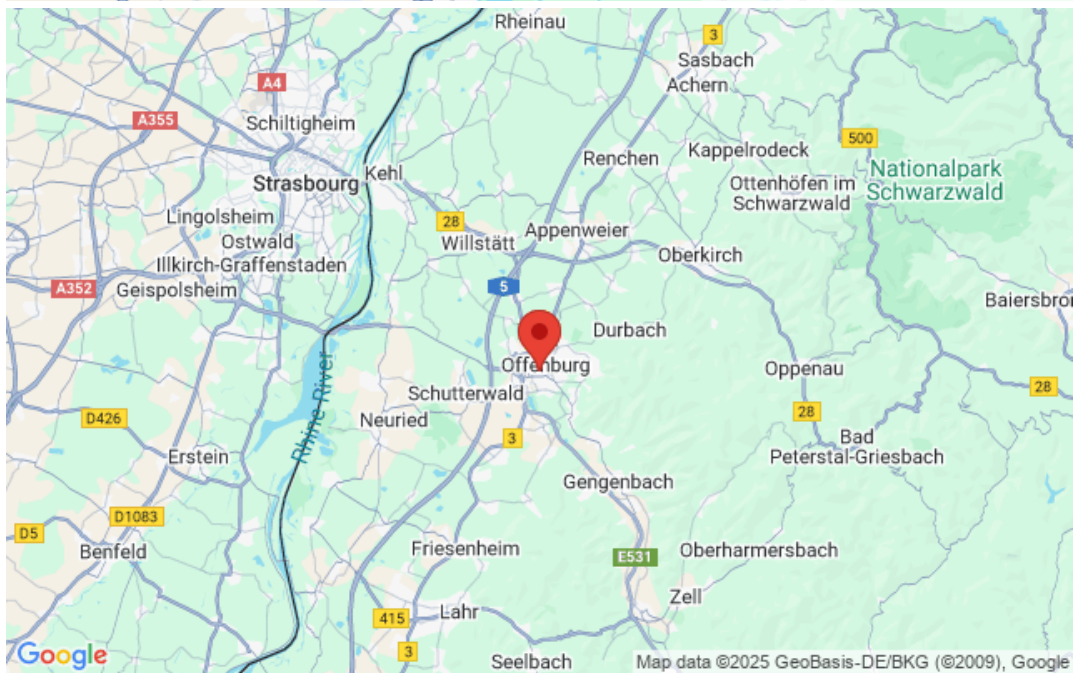 Rheinau
3
Sasbach
Achern
A4
A355
Schiltigheim
500
Renchen
Kappelrodeck
Nationalpark
Schwarzwald
Strasbourg
Kehl
Ottenhöfen im
Schwarzwald
Lingolsheim
28
Appenweier
Ostwald
Willstätt
Oberkirch
Illkirch-Graffenstaden
A352
Geispolsheim
5
Baiersbro
Durbach
Offenburg
Oppenau
28
Schutterwald
D426
Neuried
28
Rhine River
3
Bad
Peterstal-Griesbach
Erstein
Gengenbach
D1083
D5
Benfeld
Friesenheim
E531
Oberharmersbach
Zell
415
Lahr
3
Seelbach
Google
Map data ©2025 GeoBasis-DE/BKG (©2009), Google